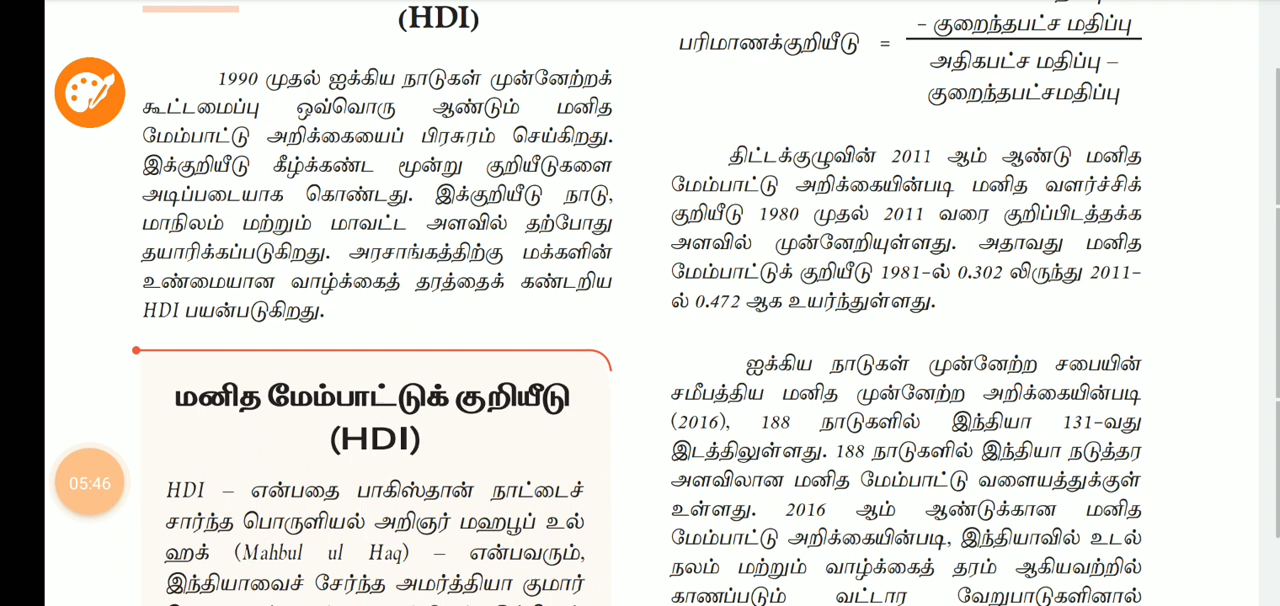 (HDI)
1990 முதல் ஐக்கிய நாடுகள் முன்னேற்றக்
கூட்டமைப்பு ஒவ்வொரு ஆண்டும் மனித
மேம்பாட்டு அறிக்கையைப் பிரசுரம் செய்கிறது.
இக்குறியீடு கீழ்க்கண்ட மூன்று குறியீடுகளை
அடிப்படையாக கொண்டது. இக்குறியீடு நாடு,
மாநிலம் மற்றும் மாவட்ட அளவில் தற்போது
தயாரிக்கப்படுகிறது. அரசாங்கத்திற்கு மக்களின்
உண்மையான வாழ்க்கைத் தரத்தைக் கண்டறிய
HDI பயன்படுகிறது.
மனித மேம்பாட்டுக் குறியீடு
(HDI)
HDI – என்பதை பாகிஸ்தான் நாட்டைச்
சார்ந்த பொருளியல் அறிஞர் மஹபூப் உல்
ஹக் (Mahbul ul Haq) – என்பவரும்,
இந்தியாவைச் சேர்ந்த அமர்த்தியா குமார்
05:46
– குறைந்தபட்ச மதிப்பு
பரிமாணக்குறியீடு =
அதிகபட்ச மதிப்பு –
குறைந்தபட்சமதிப்பு
திட்டக்குழுவின் 2011 ஆம் ஆண்டு மனித
மேம்பாட்டு அறிக்கையின்படி மனித வளர்ச்சிக்
குறியீடு 1980 முதல் 2011 வரை குறிப்பிடத்தக்க
அளவில் முன்னேறியுள்ளது. அதாவது மனித
மேம்பாட்டுக் குறியீடு 1981-ல் 0.302 லிருந்து 2011-
ல் 0.472 ஆக உயர்ந்துள்ளது.
ஐக்கிய நாடுகள் முன்னேற்ற சபையின்
சமீபத்திய மனித முன்னேற்ற அறிக்கையின்படி
(2016), 188 நாடுகளில் இந்தியா 131-வது
இடத்திலுள்ளது. 188 நாடுகளில் இந்தியா நடுத்தர
அளவிலான மனித மேம்பாட்டு வளையத்துக்குள்
உள்ளது. 2016 ஆம் ஆண்டுக்கான மனித
மேம்பாட்டு அறிக்கையின்படி, இந்தியாவில் உடல்
நலம் மற்றும் வாழ்க்கைத் தரம் ஆகியவற்றில்
காணப்படும் வட்டார வேறுபாடுகளினால்